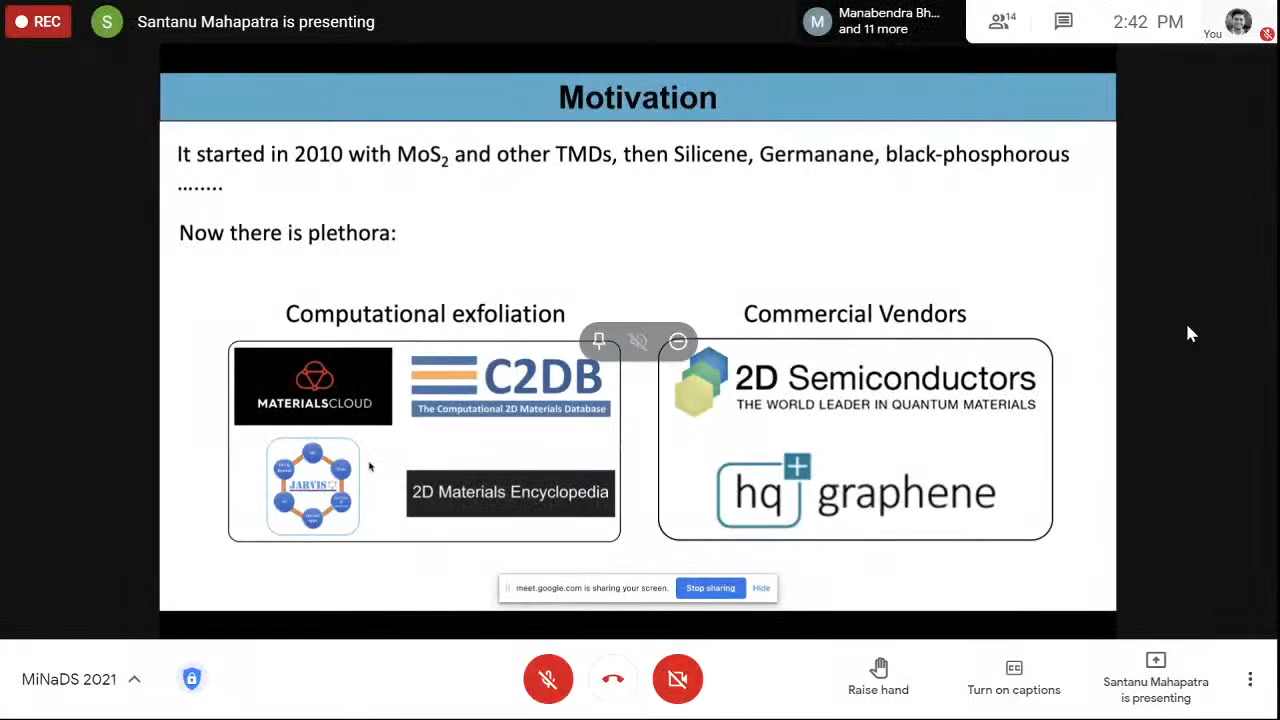 REC
S
Santanu Mahapatra is presenting
M
Manabendra Bh...
and 11 more
14
2:42 PM
You
Motivation
It started in 2010 with MoS2 and other TMDs, then Silicene, Germanane, black-phosphorous
........
Now there is plethora:
Computational exfoliation
Commercial Vendors
MATERIALSCLOUD
C2DB
The Computational 2D Materials Database
2D Semiconductors
THE WORLD LEADER IN QUANTUM MATERIALS
JARVIS
2D Materials Encyclopedia
hq
+
graphene
meet.google.com is sharing your screen.
Stop sharing
Hide
MiNaDS 2021
Raise hand
CC
Turn on captions
Santanu Mahapatra
is presenting